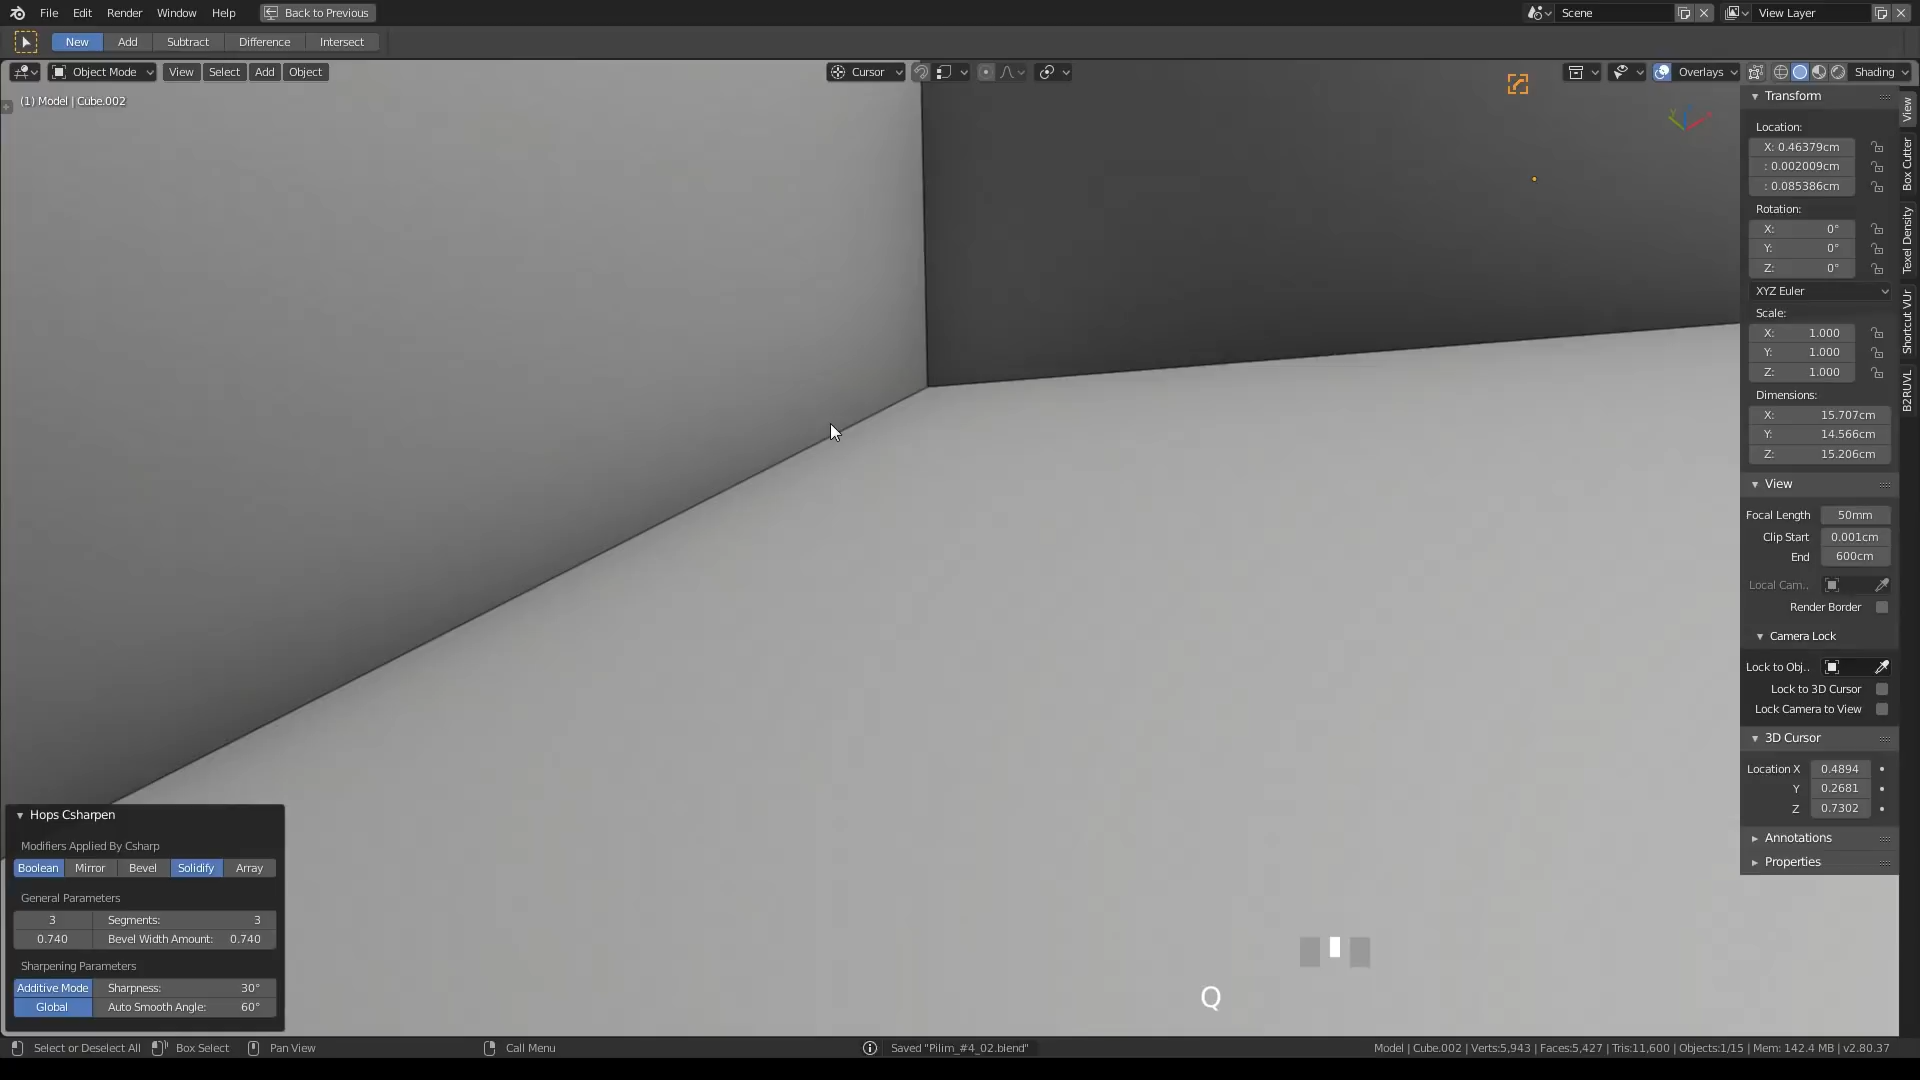 File Edit Render Window Help Back to Previous Scene View Layer
New Add Subtract Difference Intersect
Object Mode View Select Add Object Cursor Overlays Shading
(1) Model | Cube.002
Transform
Location:
X: 0.46379cm
: 0.002009cm
: 0.085386cm
Rotation:
X: 0°
Y: 0°
Z: 0°
XYZ Euler
Scale:
X: 1.000
Y: 1.000
Z: 1.000
Dimensions:
X: 15.707cm
Y: 14.566cm
Z: 15.206cm
View
Focal Length 50mm
Clip Start 0.001cm
End 600cm
Local Cam..
Render Border
Camera Lock
Lock to Obj..
Lock to 3D Cursor
Lock Camera to View
3D Cursor
Location X 0.4894
Y 0.2681
Z 0.7302
Annotations
Properties
View
Box Cutter
Texel Density
Shortcut VUr
B2RUVL
Hops Csharpen
Modifiers Applied By Csharp
Boolean Mirror Bevel Solidify Array
General Parameters
3 Segments: 3
0.740 Bevel Width Amount: 0.740
Sharpening Parameters
Additive Mode Sharpness: 30°
Global Auto Smooth Angle: 60°
Q
Select or Deselect All Box Select Pan View Call Menu Saved "Pilim_#4_02.blend" Model | Cube.002 | Verts:5,943 | Faces:5,427 | Tris:11,600 | Objects:1/15 | Mem: 142.4 MB | v2.80.37